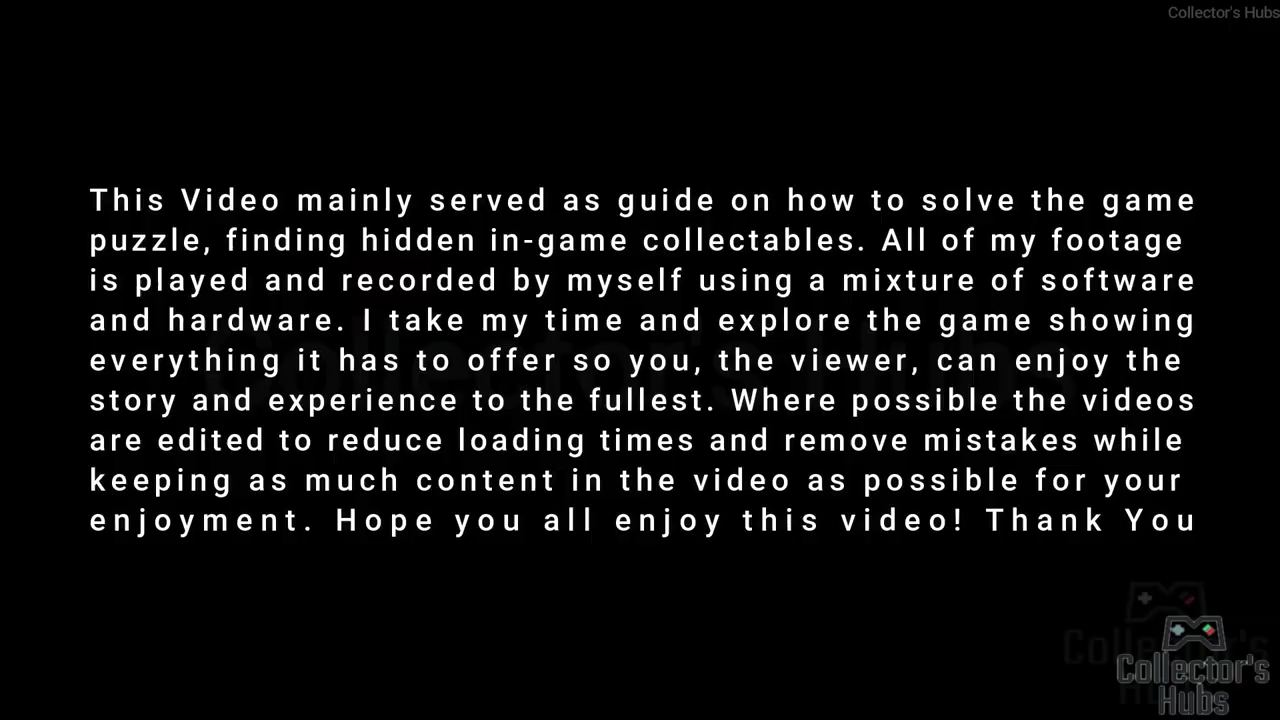 Collector's Hubs
This Video mainly served as guide on how to solve the game
puzzle, finding hidden in-game collectables. All of my footage
is played and recorded by myself using a mixture of software
and hardware. I take my time and explore the game showing
everything it has to offer so you, the viewer, can enjoy the
story and experience to the fullest. Where possible the videos
are edited to reduce loading times and remove mistakes while
keeping as much content in the video as possible for your
enjoyment. Hope you all enjoy this video! Thank You
Collector's
Hubs